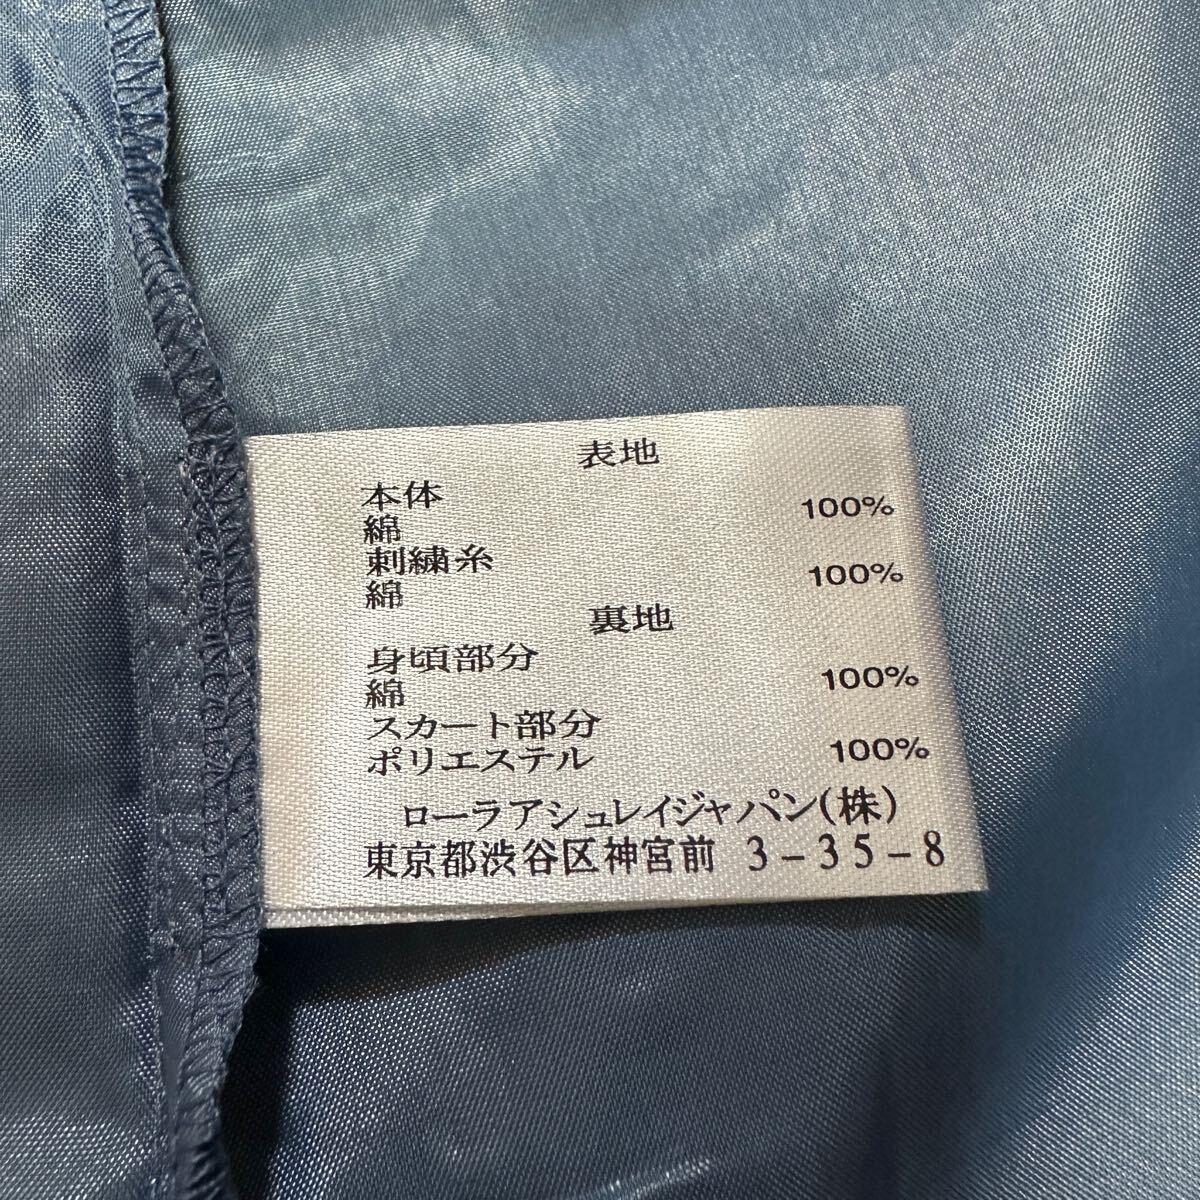 表地
本体
綿 100%
刺繍糸
綿 100%
裏地
身頃部分
綿 100%
スカート部分
ポリエステル 100%
ローラアシュレイジャパン(株)
東京都渋谷区神宮前 3-35-8